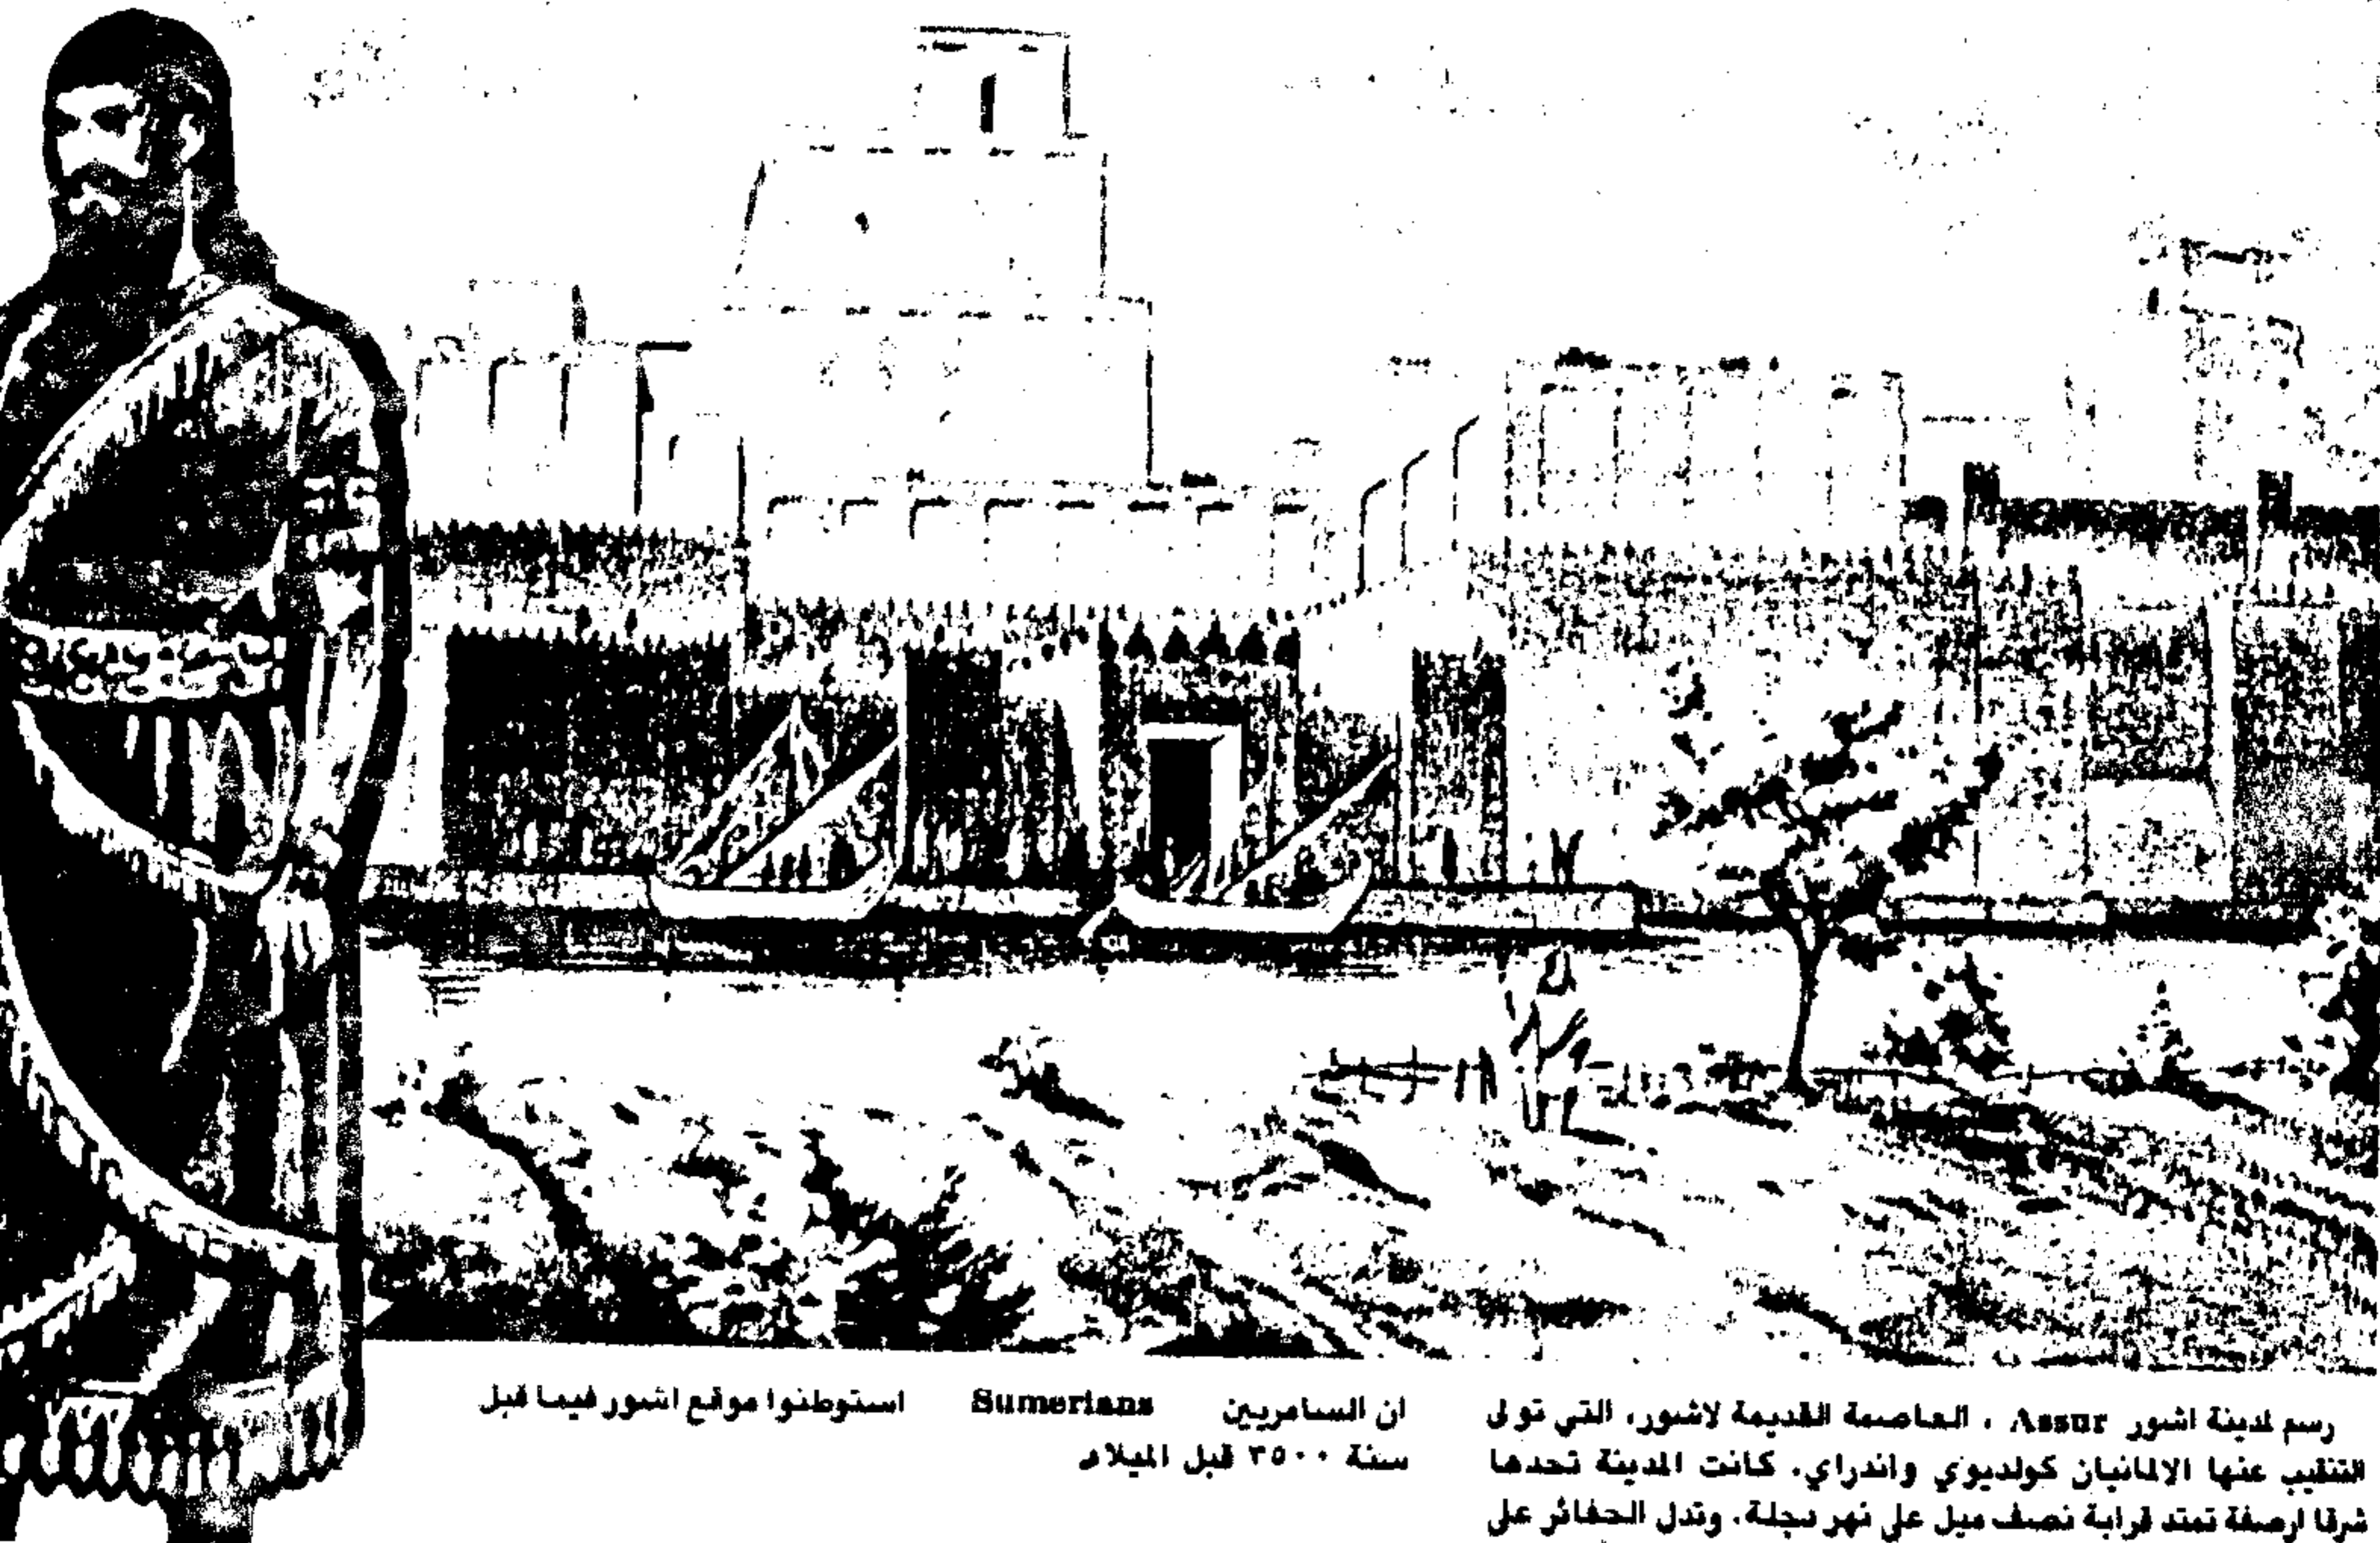 رسم لمدينة اشور Assur ، العاصمة القديمة لاشور، التي تولى
التنقيب عنها الالمانيان كولديوي واندراي. كانت المدينة تحدها
شرقا ارصفة تمتد قرابة نصف ميل على نهر دجلة. وتدل الحفائر على
ان السامريين Sumerians استوطنوا موقع اشور فيما قبل
سنة ٣٥٠٠ قبل الميلاد